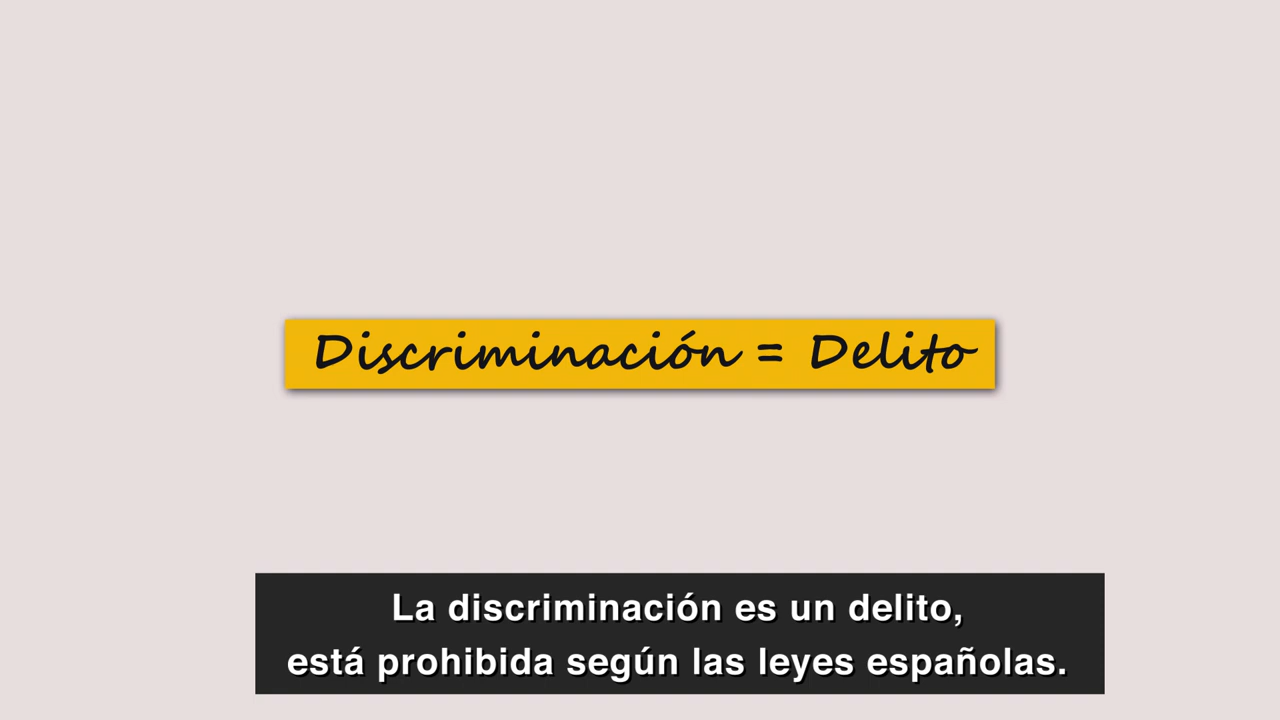 Discriminación = Delito
La discriminación es un delito,
está prohibida según las leyes españolas.